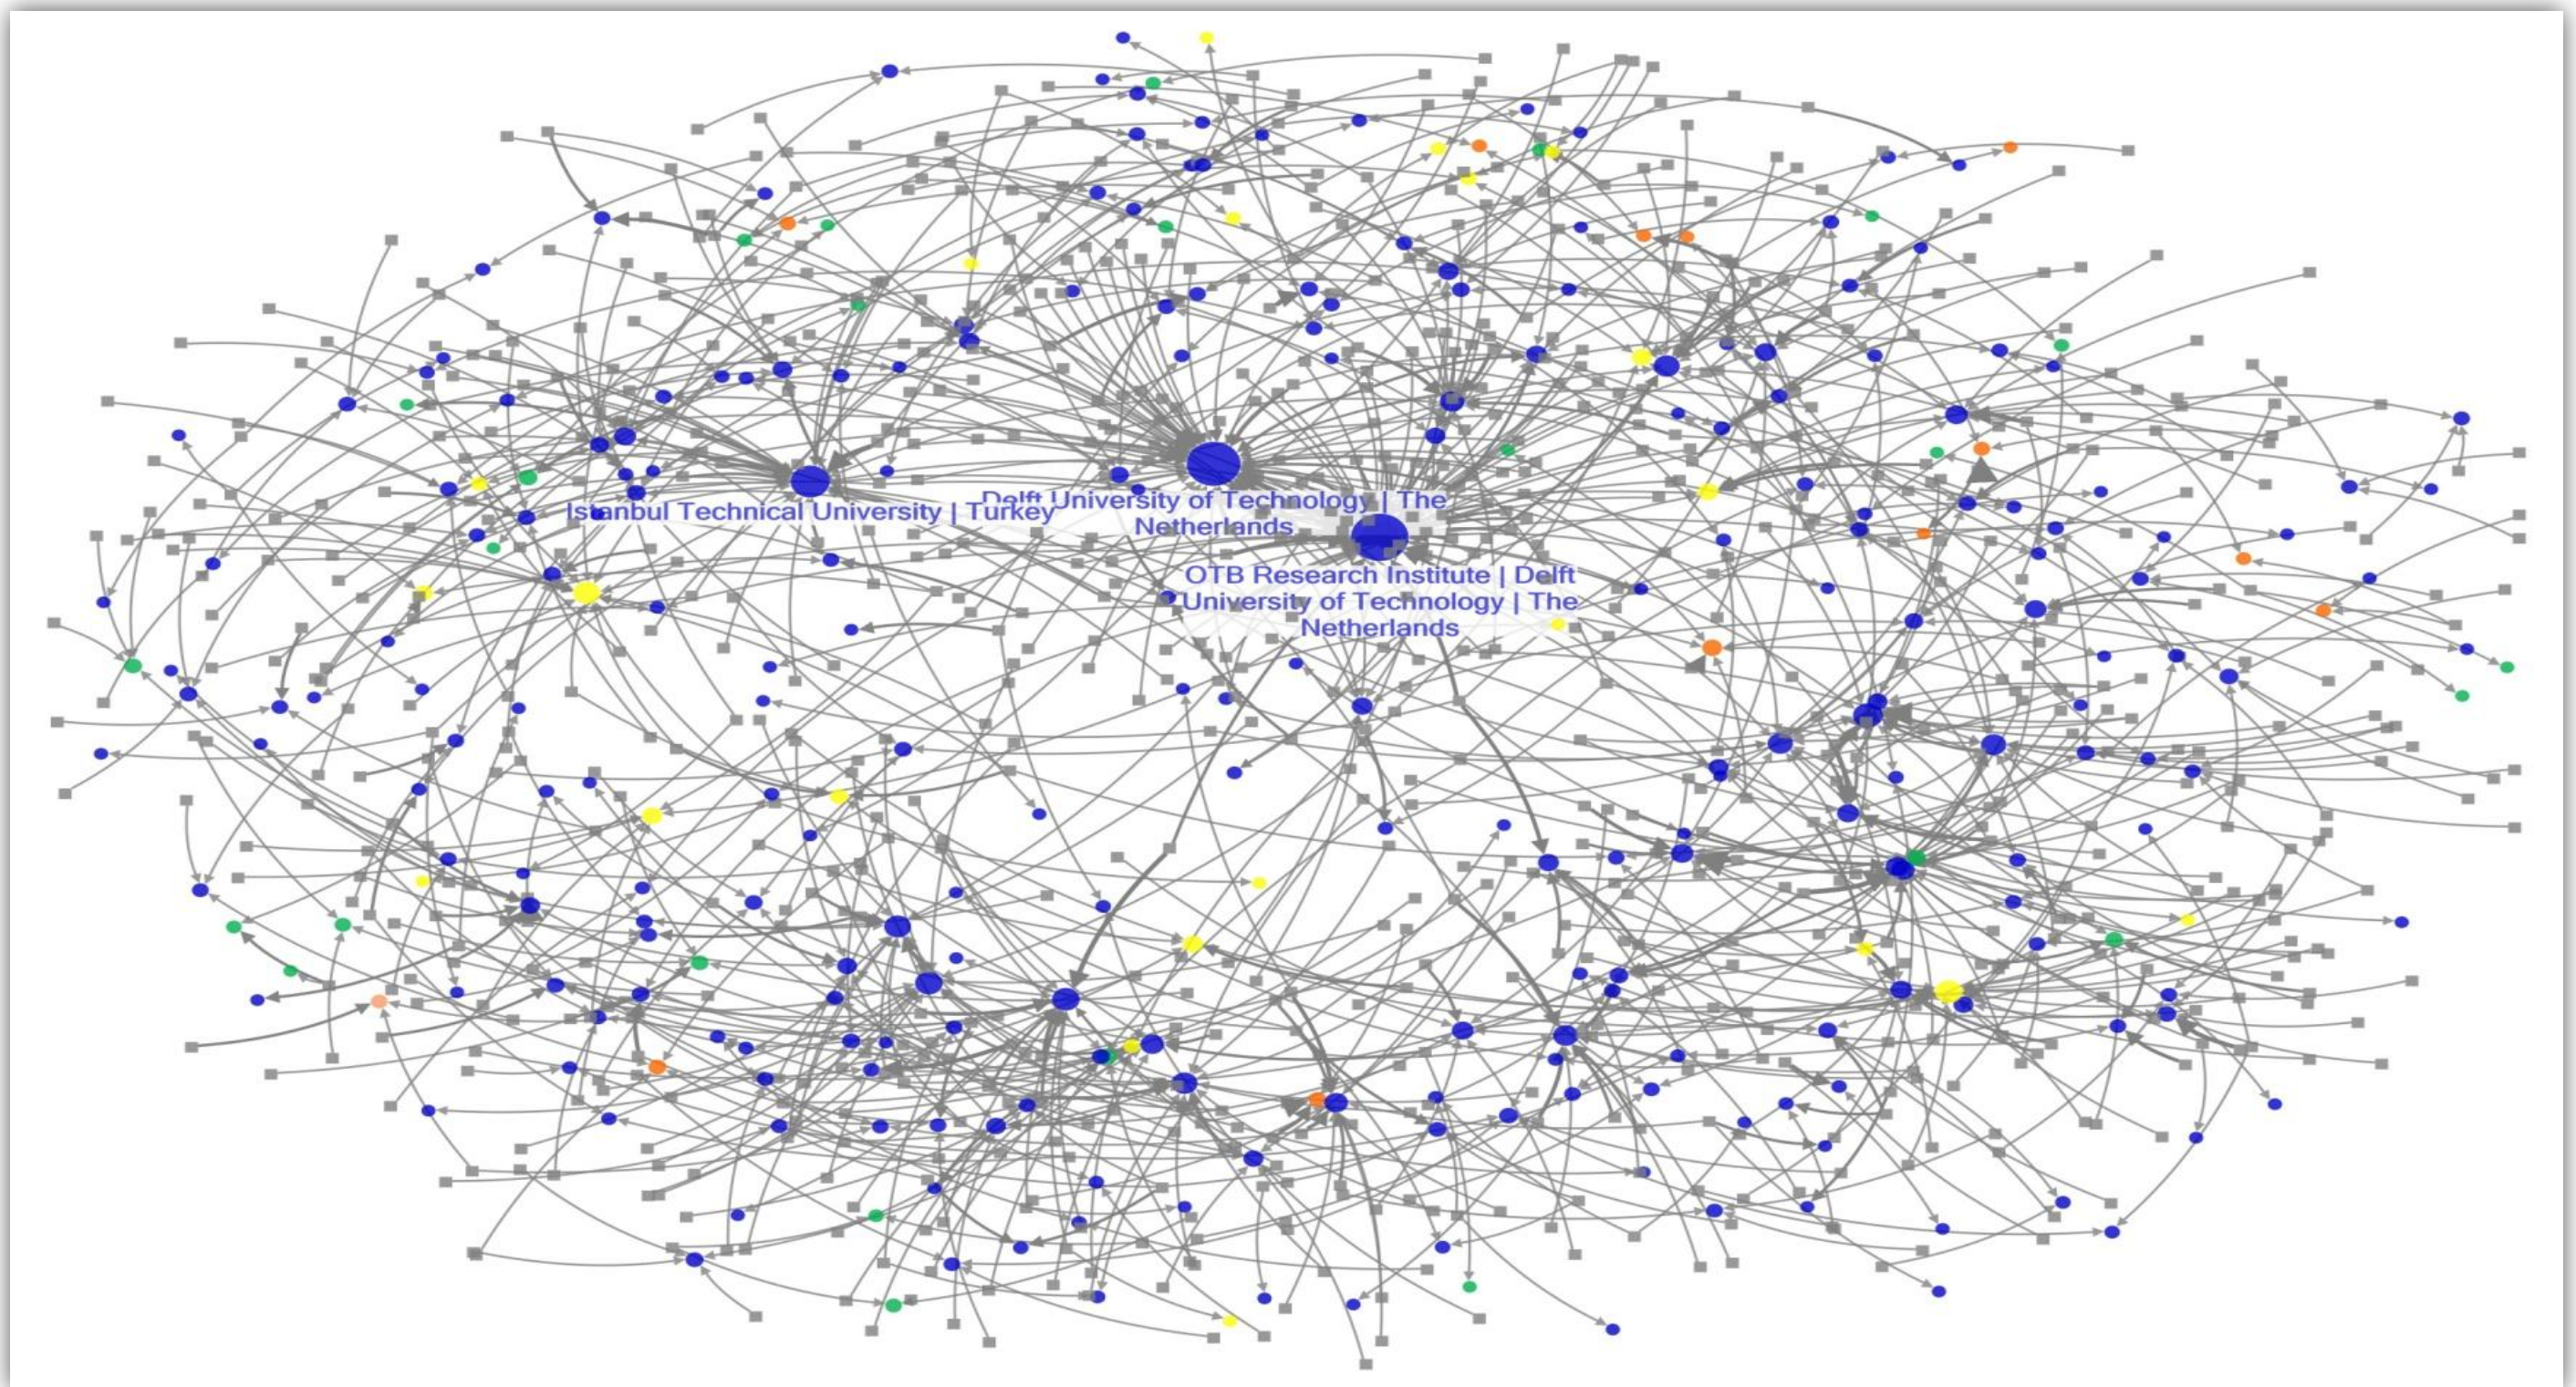 Istanbul Technical University | Turkey
Delft University of Technology | The
Netherlands
OTB Research Institute | Delft
University of Technology | The
Netherlands